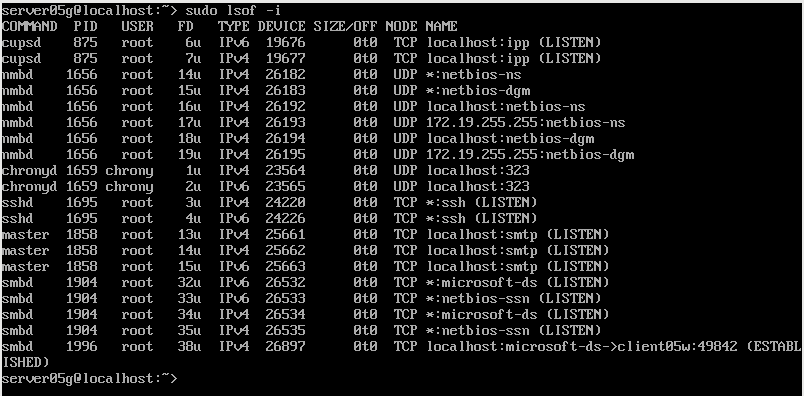 server05g@localhost:~> sudo lsof -i
COMMAND  PID   USER   FD   TYPE DEVICE SIZE/OFF NODE NAME
cupsd    875   root    6u  IPv6  19676      0t0  TCP localhost:ipp (LISTEN)
cupsd    875   root    7u  IPv4  19677      0t0  TCP localhost:ipp (LISTEN)
nmbd    1656   root   14u  IPv4  26182      0t0  UDP *:netbios-ns
nmbd    1656   root   15u  IPv4  26183      0t0  UDP *:netbios-dgm
nmbd    1656   root   16u  IPv4  26192      0t0  UDP localhost:netbios-ns
nmbd    1656   root   17u  IPv4  26193      0t0  UDP 172.19.255.255:netbios-ns
nmbd    1656   root   18u  IPv4  26194      0t0  UDP localhost:netbios-dgm
nmbd    1656   root   19u  IPv4  26195      0t0  UDP 172.19.255.255:netbios-dgm
chronyd 1659 chrony    1u  IPv4  23564      0t0  UDP localhost:323
chronyd 1659 chrony    2u  IPv6  23565      0t0  UDP localhost:323
sshd    1695   root    3u  IPv4  24220      0t0  TCP *:ssh (LISTEN)
sshd    1695   root    4u  IPv6  24226      0t0  TCP *:ssh (LISTEN)
master  1858   root   13u  IPv4  25661      0t0  TCP localhost:smtp (LISTEN)
master  1858   root   14u  IPv4  25662      0t0  TCP localhost:smtp (LISTEN)
master  1858   root   15u  IPv6  25663      0t0  TCP localhost:smtp (LISTEN)
smbd    1904   root   32u  IPv6  26532      0t0  TCP *:microsoft-ds (LISTEN)
smbd    1904   root   33u  IPv6  26533      0t0  TCP *:netbios-ssn (LISTEN)
smbd    1904   root   34u  IPv4  26534      0t0  TCP *:microsoft-ds (LISTEN)
smbd    1904   root   35u  IPv4  26535      0t0  TCP *:netbios-ssn (LISTEN)
smbd    1996   root   38u  IPv4  26897      0t0  TCP localhost:microsoft-ds->client05w:49842 (ESTABL
ISHED)
server05g@localhost:~>